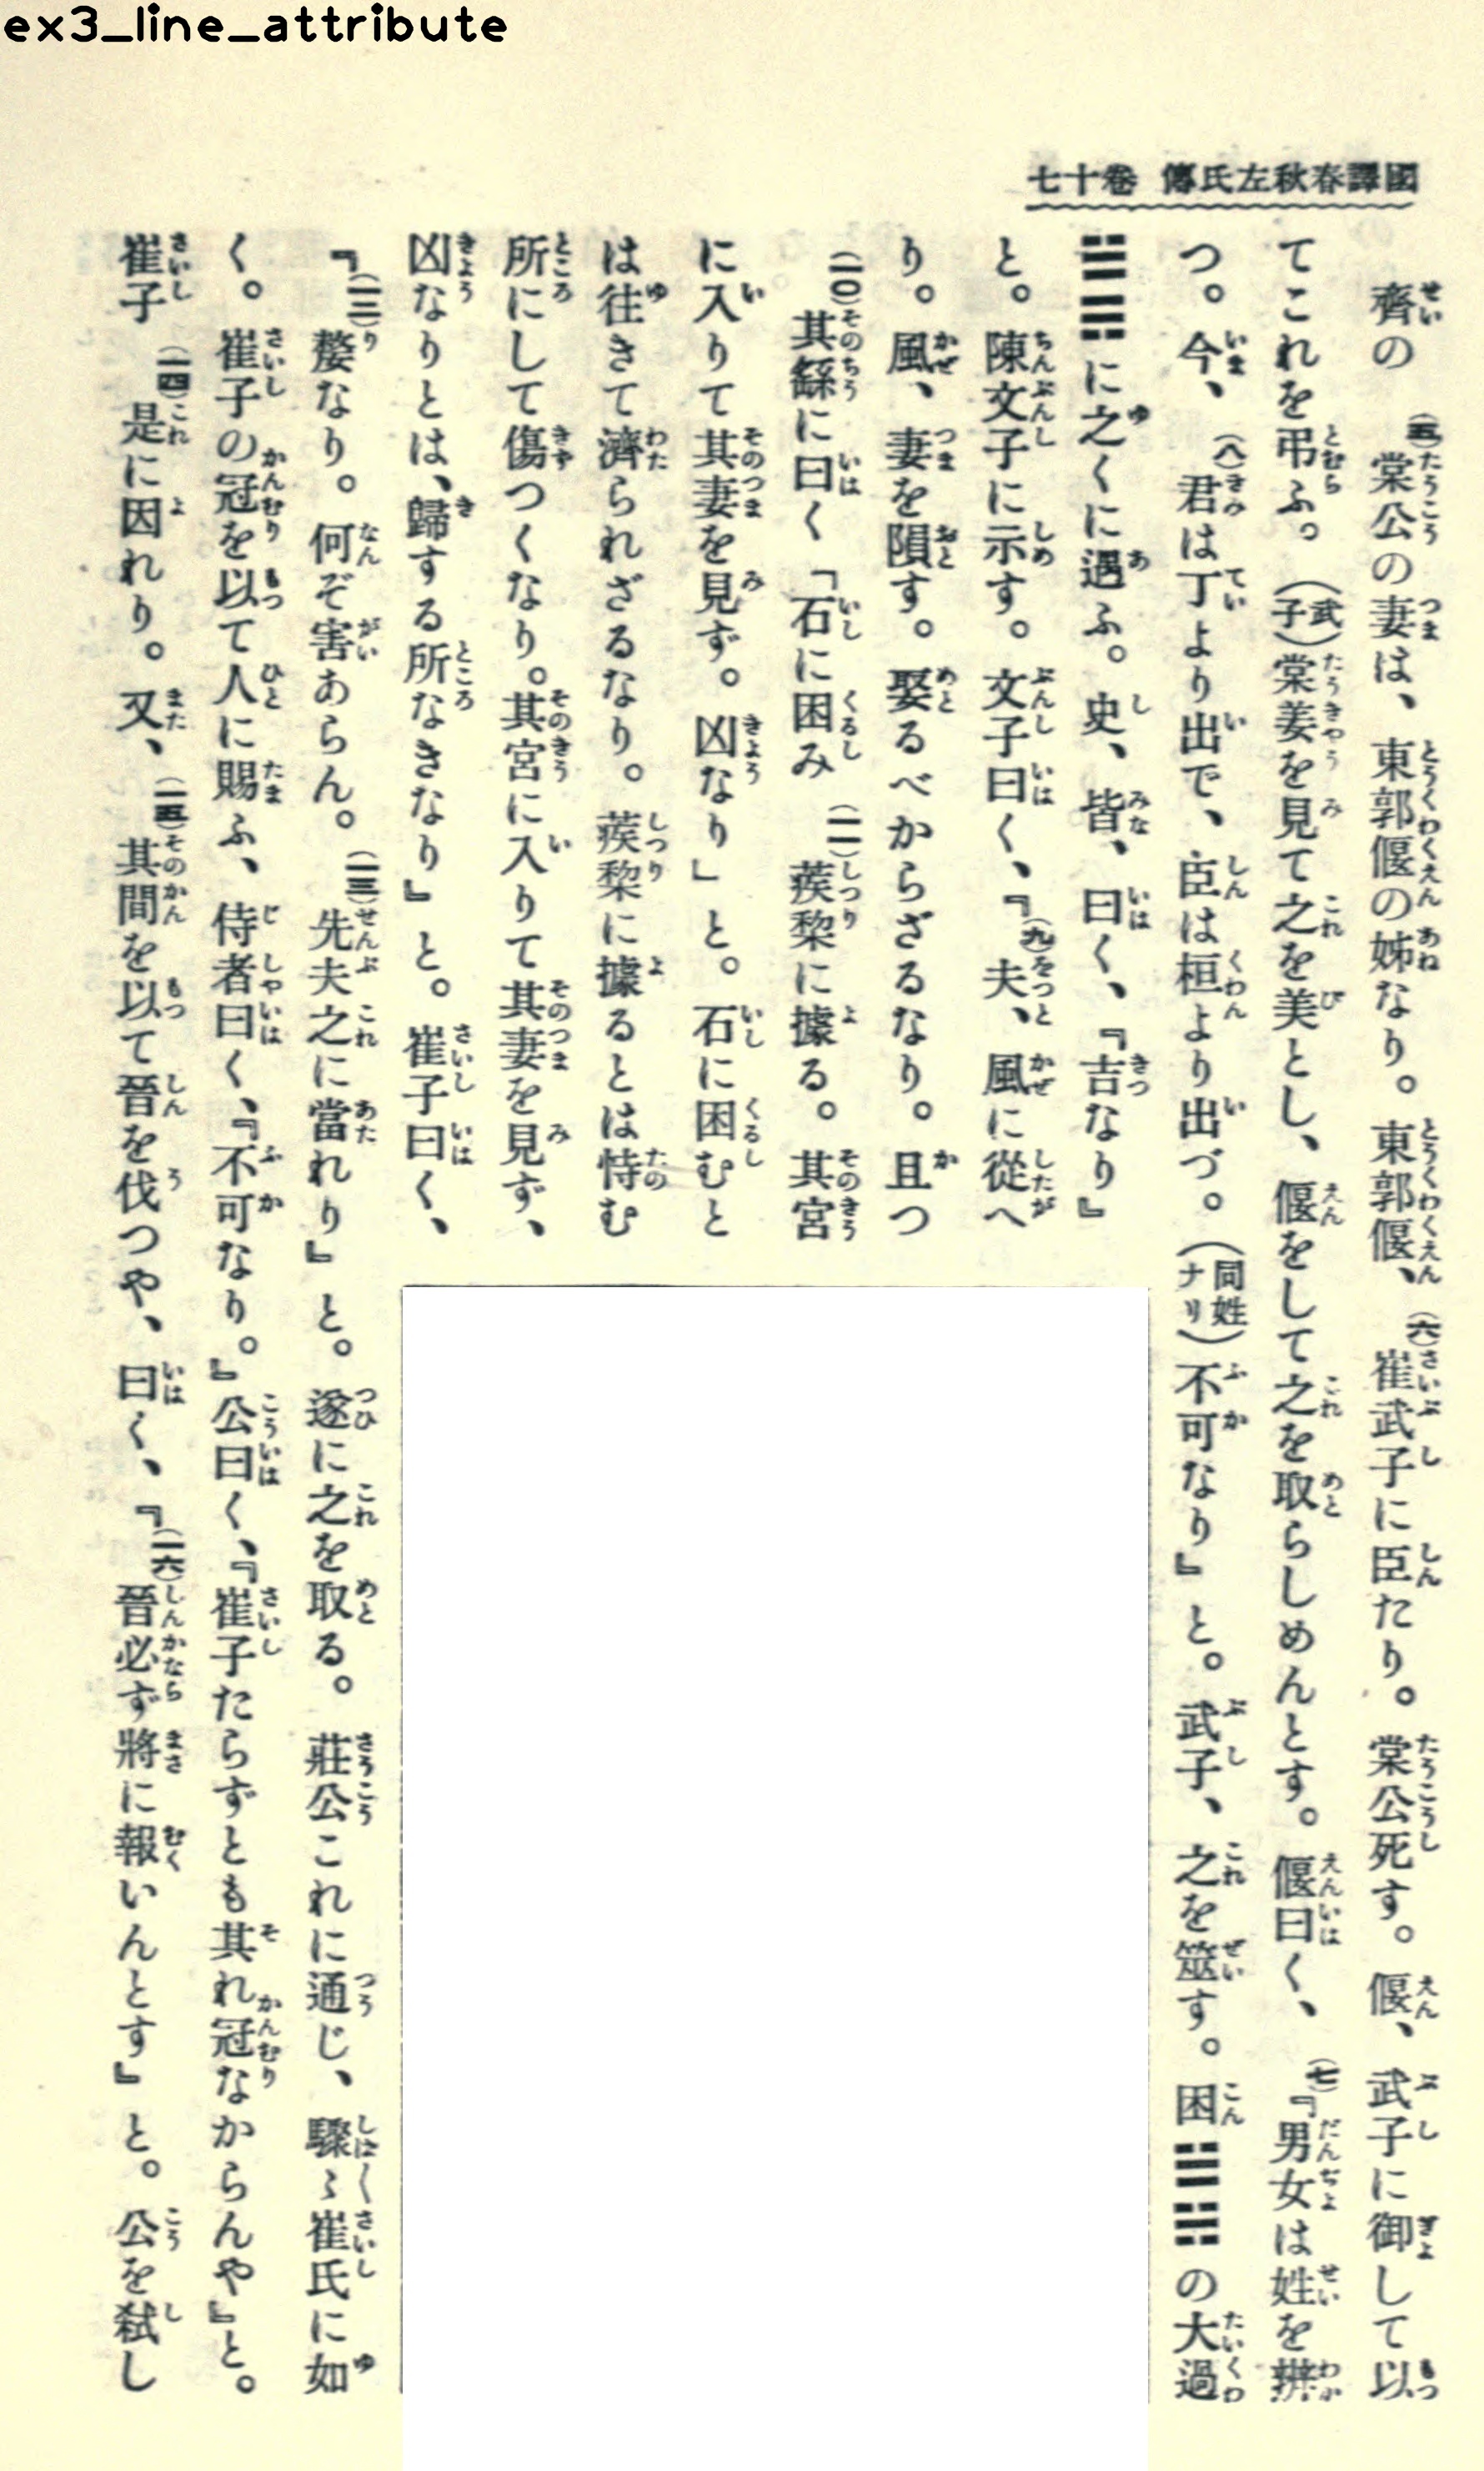 ex3_line_attribute
國譯春秋左氏傳 卷十七
齊の(五)棠公の妻は、東郭偃の姊なり。東郭偃、(六)崔武子に臣たり。棠公死す。偃、武子に御して以
てこれを弔ふ。(武子)棠姜を見て之を美とし、偃をして之を取らしめんとす。偃曰く、(七)『男女は姓を辨
つ。今、(八)君は丁より出で、臣は桓より出づ。(同姓ナリ)不可なり』と。武子、之を筮す。困䷮の大過
䷛に之くに遇ふ。史、皆、曰く、『吉なり』
と。陳文子に示す。文子曰く、『(九)夫、風に從へ
り。風、妻を隕す。娶るべからざるなり。且つ
(一〇)其繇に曰く「石に困み(一一)蒺棃に據る。其宮
に入りて其妻を見ず。凶なり」と。石に困むと
は往きて濟られざるなり。蒺棃に據るとは恃む
所にして傷つくなり。其宮に入りて其妻を見ず、
凶なりとは、歸する所なきなり』と。崔子曰く、
『(一二)嫠なり。何ぞ害あらん。(一三)先夫之に當れり』と。遂に之を取る。莊公これに通じ、驟〻崔氏に如
く。崔子の冠を以て人に賜ふ、侍者曰く、『不可なり。』公曰く、『崔子たらずとも其れ冠なからんや』と。
崔子(一四)是に因れり。又、(一五)其間を以て晉を伐つや、曰く、『(一六)晉必ず將に報いんとす』と。公を弑し